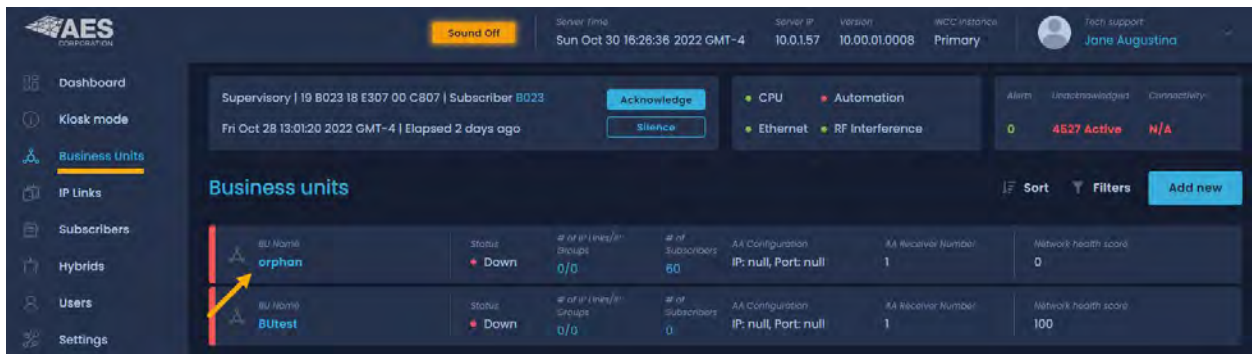 AES
CORPORATION
Sound Off
Server Time
Sun Oct 30 16:26:36 2022 GMT-4
Server IP
10.0.1.57
Version
10.00.01.0008
WCC Instance
Primary
Tech support
Jane Augustina
Dashboard
Kiosk mode
Business Units
IP Links
Subscribers
Hybrids
Users
Settings
Supervisory | 19 B023 18 E307 00 C807 | Subscriber B023
Fri Oct 28 13:01:20 2022 GMT-4 | Elapsed 2 days ago
Acknowledge
Silence
CPU
Automation
Ethernet
RF Interference
Alarm
0
Unacknowledged
4527 Active
Connectivity
N/A
Business units
Sort
Filters
Add new
BU Name
orphan
Status
Down
# of IP Links/IP
Groups
0/0
# of
Subscribers
60
AA Configuration
IP: null, Port: null
AA Receiver Number
1
Network health score
0
BU Name
BUtest
Status
Down
# of IP Links/IP
Groups
0/0
# of
Subscribers
0
AA Configuration
IP: null, Port: null
AA Receiver Number
1
Network health score
100